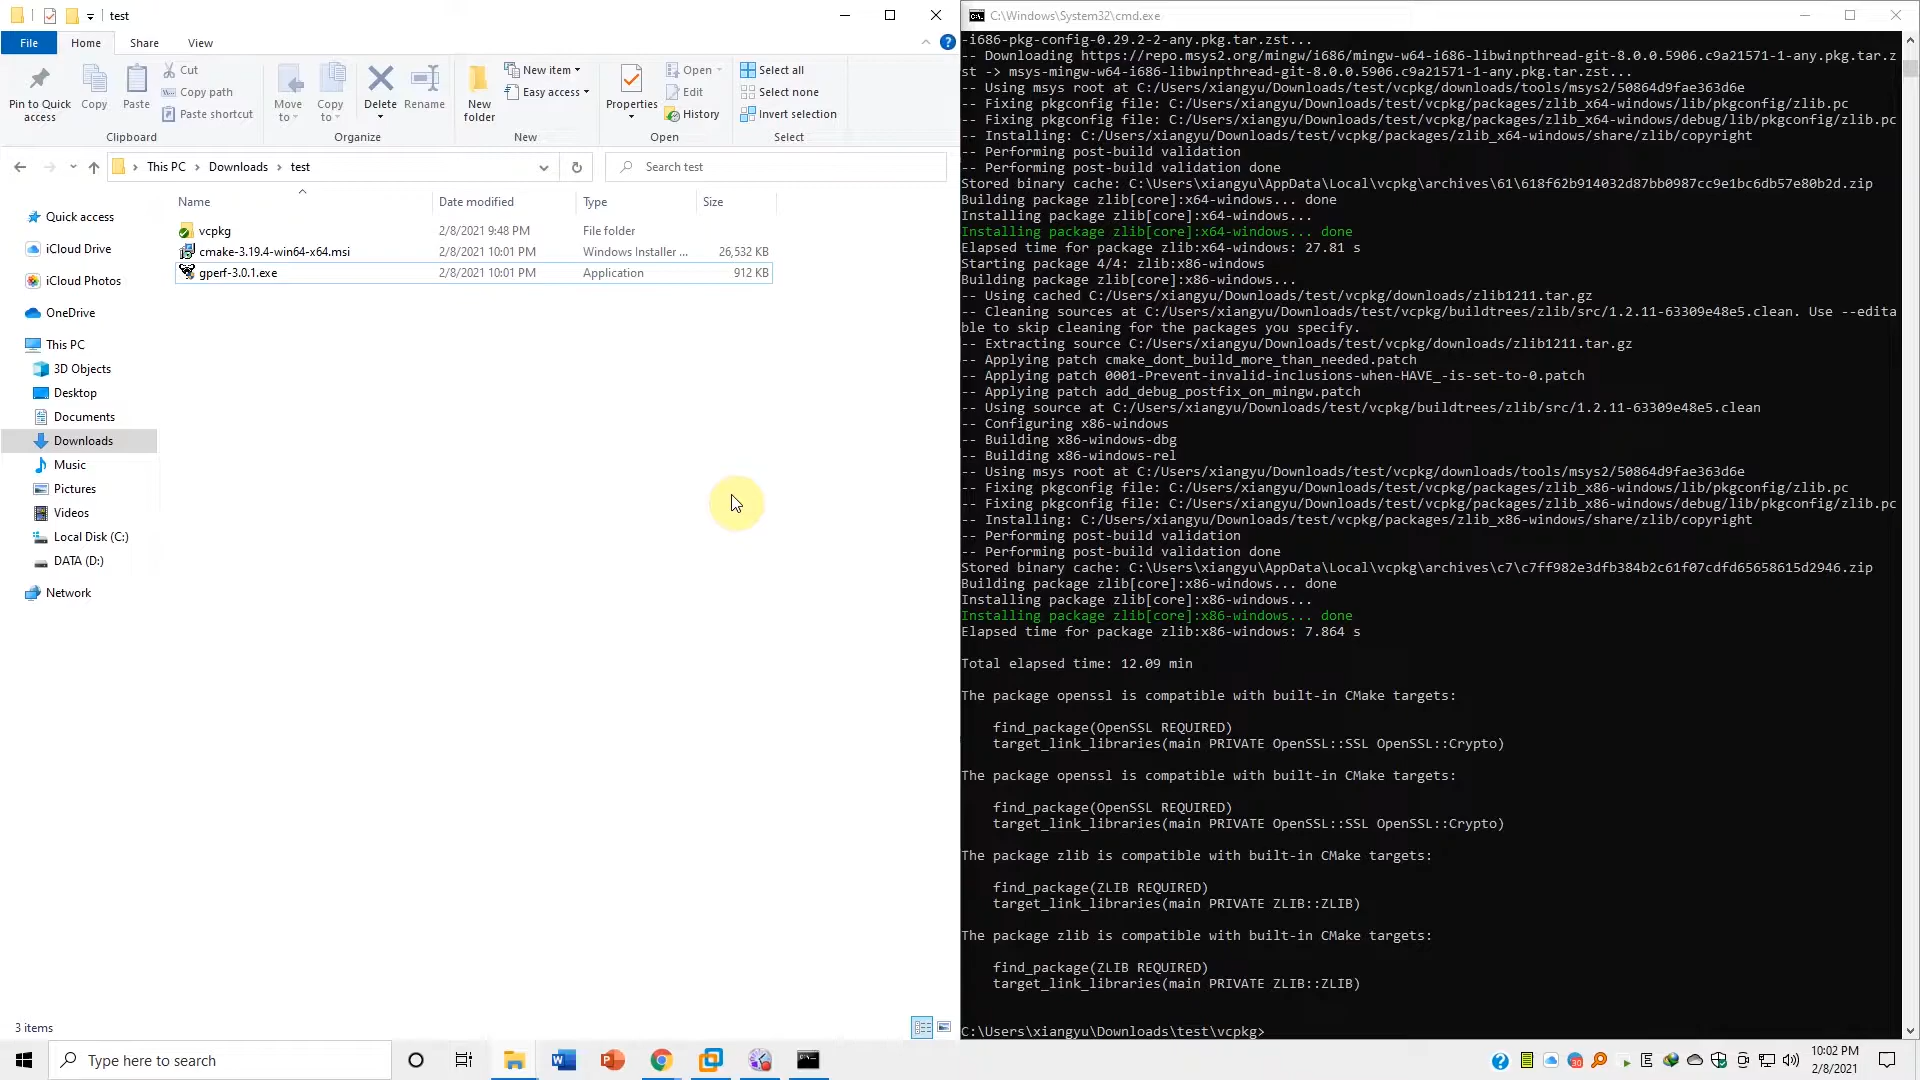 test
File
Home
Share
View
Pin to Quick access
Copy
Paste
Cut
Copy path
Paste shortcut
Clipboard
Move to
Copy to
Delete
Rename
Organize
New folder
New item
Easy access
New
Properties
Open
Edit
History
Open
Select all
Select none
Invert selection
Select
This PC
Downloads
test
Search test
Name
Date modified
Type
Size
vcpkg 2/8/2021 9:48 PM File folder
cmake-3.19.4-win64-x64.msi 2/8/2021 10:01 PM Windows Installer ... 26,532 KB
gperf-3.0.1.exe 2/8/2021 10:01 PM Application 912 KB
Quick access
iCloud Drive
iCloud Photos
OneDrive
This PC
3D Objects
Desktop
Documents
Downloads
Music
Pictures
Videos
Local Disk (C:)
DATA (D:)
Network
3 items
C:\Windows\System32\cmd.exe
-i686-pkg-config-0.29.2-2-any.pkg.tar.zst...
-- Downloading https://repo.msys2.org/mingw/i686/mingw-w64-i686-libwinpthread-git-8.0.0.5906.c9a21571-1-any.pkg.tar.z
st -> msys-mingw-w64-i686-libwinpthread-git-8.0.0.5906.c9a21571-1-any.pkg.tar.zst...
-- Using msys root at C:/Users/xiangyu/Downloads/test/vcpkg/downloads/tools/msys2/50864d9fae363d6e
-- Fixing pkgconfig file: C:/Users/xiangyu/Downloads/test/vcpkg/packages/zlib_x64-windows/lib/pkgconfig/zlib.pc
-- Fixing pkgconfig file: C:/Users/xiangyu/Downloads/test/vcpkg/packages/zlib_x64-windows/debug/lib/pkgconfig/zlib.pc
-- Installing: C:/Users/xiangyu/Downloads/test/vcpkg/packages/zlib_x64-windows/share/zlib/copyright
-- Performing post-build validation
-- Performing post-build validation done
Stored binary cache: C:\Users\xiangyu\AppData\Local\vcpkg\archives\61\618f62b914032d87bb0987cc9e1bc6db57e80b2d.zip
Building package zlib[core]:x64-windows... done
Installing package zlib[core]:x64-windows...
Installing package zlib[core]:x64-windows... done
Elapsed time for package zlib:x64-windows: 27.81 s
Starting package 4/4: zlib:x86-windows
Building package zlib[core]:x86-windows...
-- Using cached C:/Users/xiangyu/Downloads/test/vcpkg/downloads/zlib1211.tar.gz
-- Cleaning sources at C:/Users/xiangyu/Downloads/test/vcpkg/buildtrees/zlib/src/1.2.11-63309e48e5.clean. Use --edita
ble to skip cleaning for the packages you specify.
-- Extracting source C:/Users/xiangyu/Downloads/test/vcpkg/downloads/zlib1211.tar.gz
-- Applying patch cmake_dont_build_more_than_needed.patch
-- Applying patch 0001-Prevent-invalid-inclusions-when-HAVE_-is-set-to-0.patch
-- Applying patch add_debug_postfix_on_mingw.patch
-- Using source at C:/Users/xiangyu/Downloads/test/vcpkg/buildtrees/zlib/src/1.2.11-63309e48e5.clean
-- Configuring x86-windows
-- Building x86-windows-dbg
-- Building x86-windows-rel
-- Using msys root at C:/Users/xiangyu/Downloads/test/vcpkg/downloads/tools/msys2/50864d9fae363d6e
-- Fixing pkgconfig file: C:/Users/xiangyu/Downloads/test/vcpkg/packages/zlib_x86-windows/lib/pkgconfig/zlib.pc
-- Fixing pkgconfig file: C:/Users/xiangyu/Downloads/test/vcpkg/packages/zlib_x86-windows/debug/lib/pkgconfig/zlib.pc
-- Installing: C:/Users/xiangyu/Downloads/test/vcpkg/packages/zlib_x86-windows/share/zlib/copyright
-- Performing post-build validation
-- Performing post-build validation done
Stored binary cache: C:\Users\xiangyu\AppData\Local\vcpkg\archives\c7\c7ff982e3dfb384b2c61f07cdfd65658615d2946.zip
Building package zlib[core]:x86-windows... done
Installing package zlib[core]:x86-windows...
Installing package zlib[core]:x86-windows... done
Elapsed time for package zlib:x86-windows: 7.864 s
Total elapsed time: 12.09 min
The package openssl is compatible with built-in CMake targets:
find_package(OpenSSL REQUIRED)
target_link_libraries(main PRIVATE OpenSSL::SSL OpenSSL::Crypto)
The package openssl is compatible with built-in CMake targets:
find_package(OpenSSL REQUIRED)
target_link_libraries(main PRIVATE OpenSSL::SSL OpenSSL::Crypto)
The package zlib is compatible with built-in CMake targets:
find_package(ZLIB REQUIRED)
target_link_libraries(main PRIVATE ZLIB::ZLIB)
The package zlib is compatible with built-in CMake targets:
find_package(ZLIB REQUIRED)
target_link_libraries(main PRIVATE ZLIB::ZLIB)
C:\Users\xiangyu\Downloads\test\vcpkg>
Type here to search
10:02 PM
2/8/2021